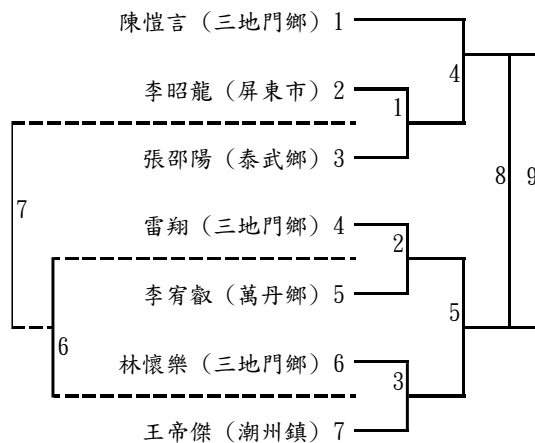 陳愷言 (三地門鄉) 1
4
李昭龍 (屏東市) 2
1
張邵陽 (泰武鄉) 3
8
9
7
雷翔 (三地門鄉) 4
2
李宥叡 (萬丹鄉) 5
5
6
林懷樂 (三地門鄉) 6
3
王帝傑 (潮州鎮) 7